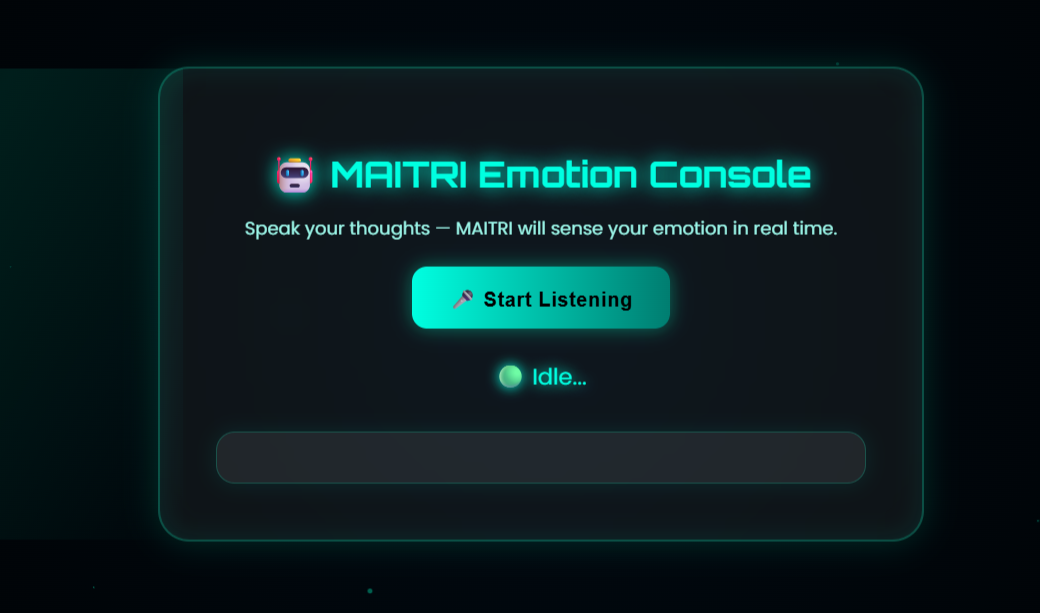 MAITRI Emotion Console
Speak your thoughts — MAITRI will sense your emotion in real time.
Start Listening
Idle...